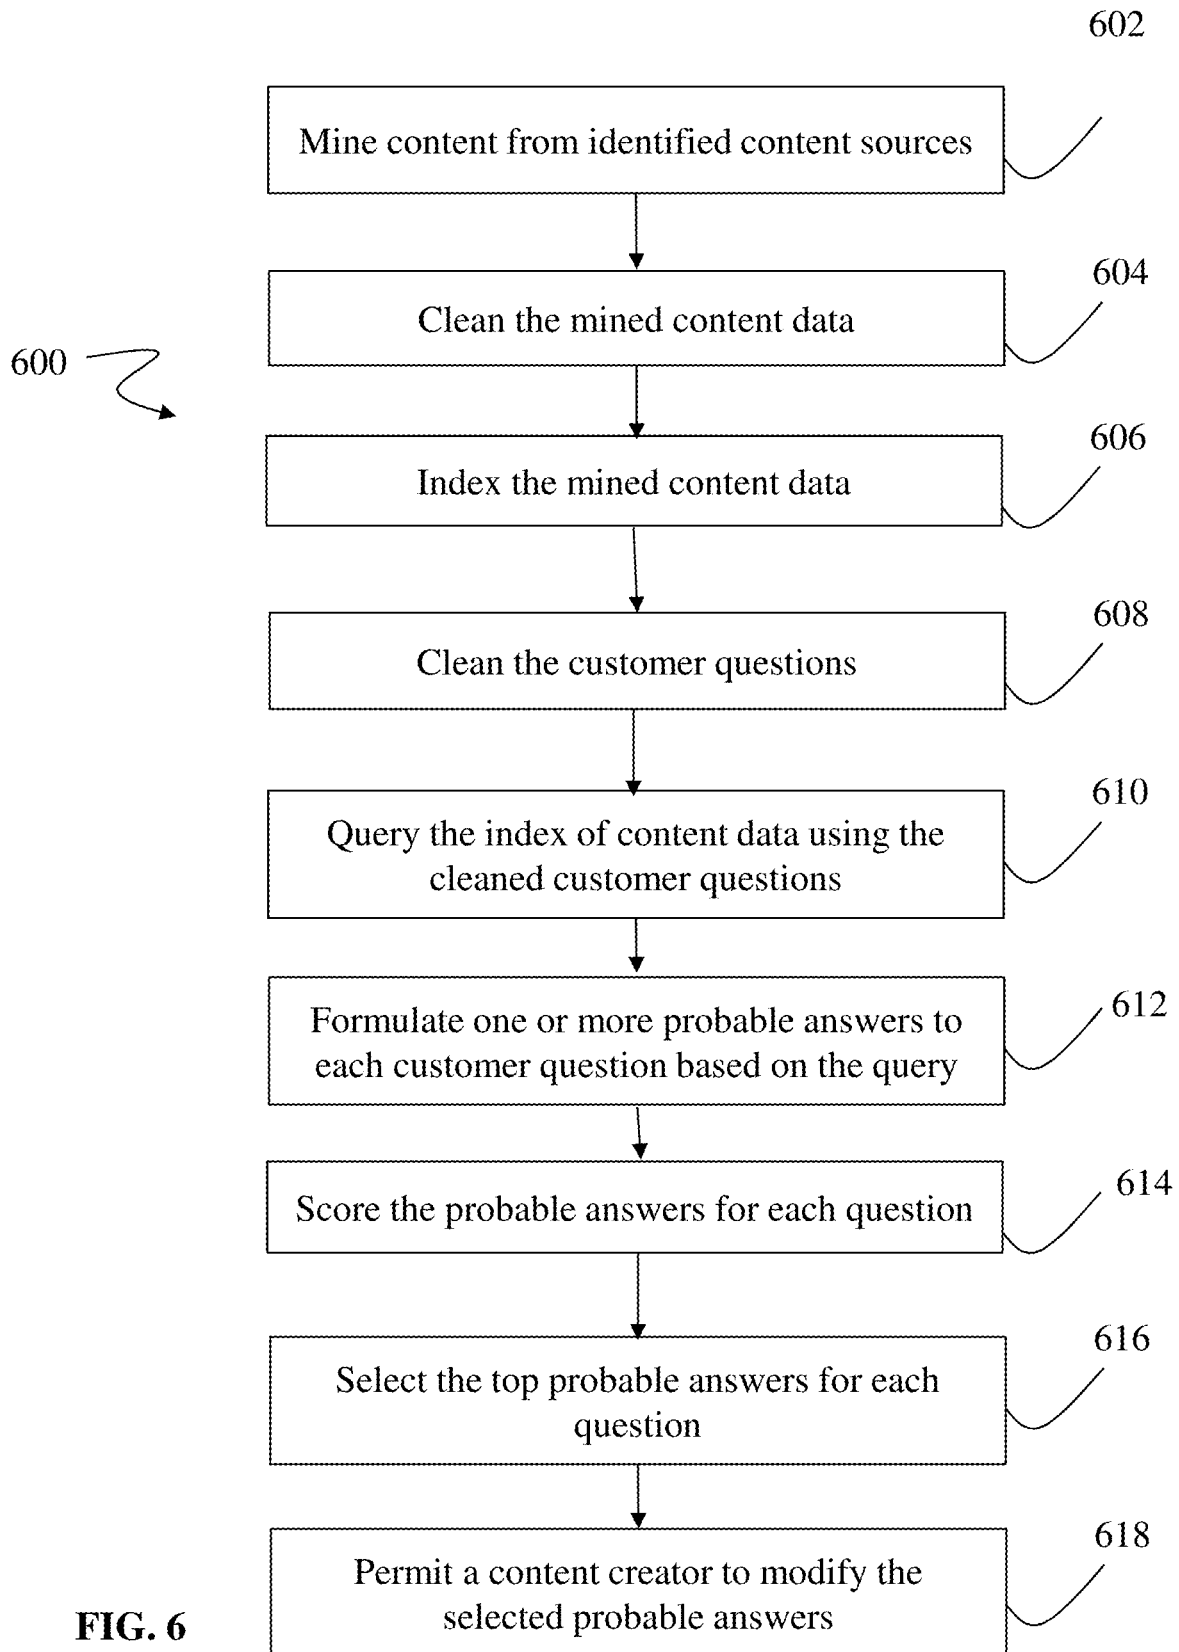 602
Mine content from identified content sources
604
Clean the mined content data
600
606
Index the mined content data
608
Clean the customer questions
610
Query the index of content data using the
cleaned customer questions
612
Formulate one or more probable answers to
each customer question based on the query
614
Score the probable answers for each question
616
Select the top probable answers for each
question
618
Permit a content creator to modify the
selected probable answers
FIG. 6